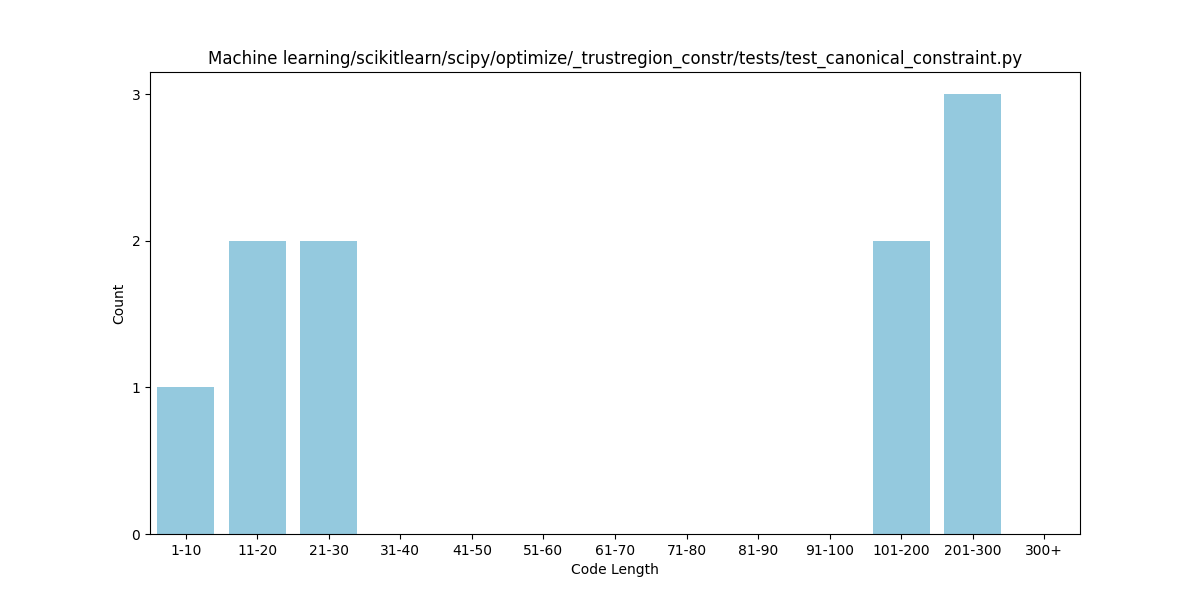 Machine learning/scikitlearn/scipy/optimize/_trustregion_constr/tests/test_canonical_constraint.py
3
2
1
0
Count
1-10 11-20 21-30 31-40 41-50 51-60 61-70 71-80 81-90 91-100 101-200 201-300 300+
Code Length